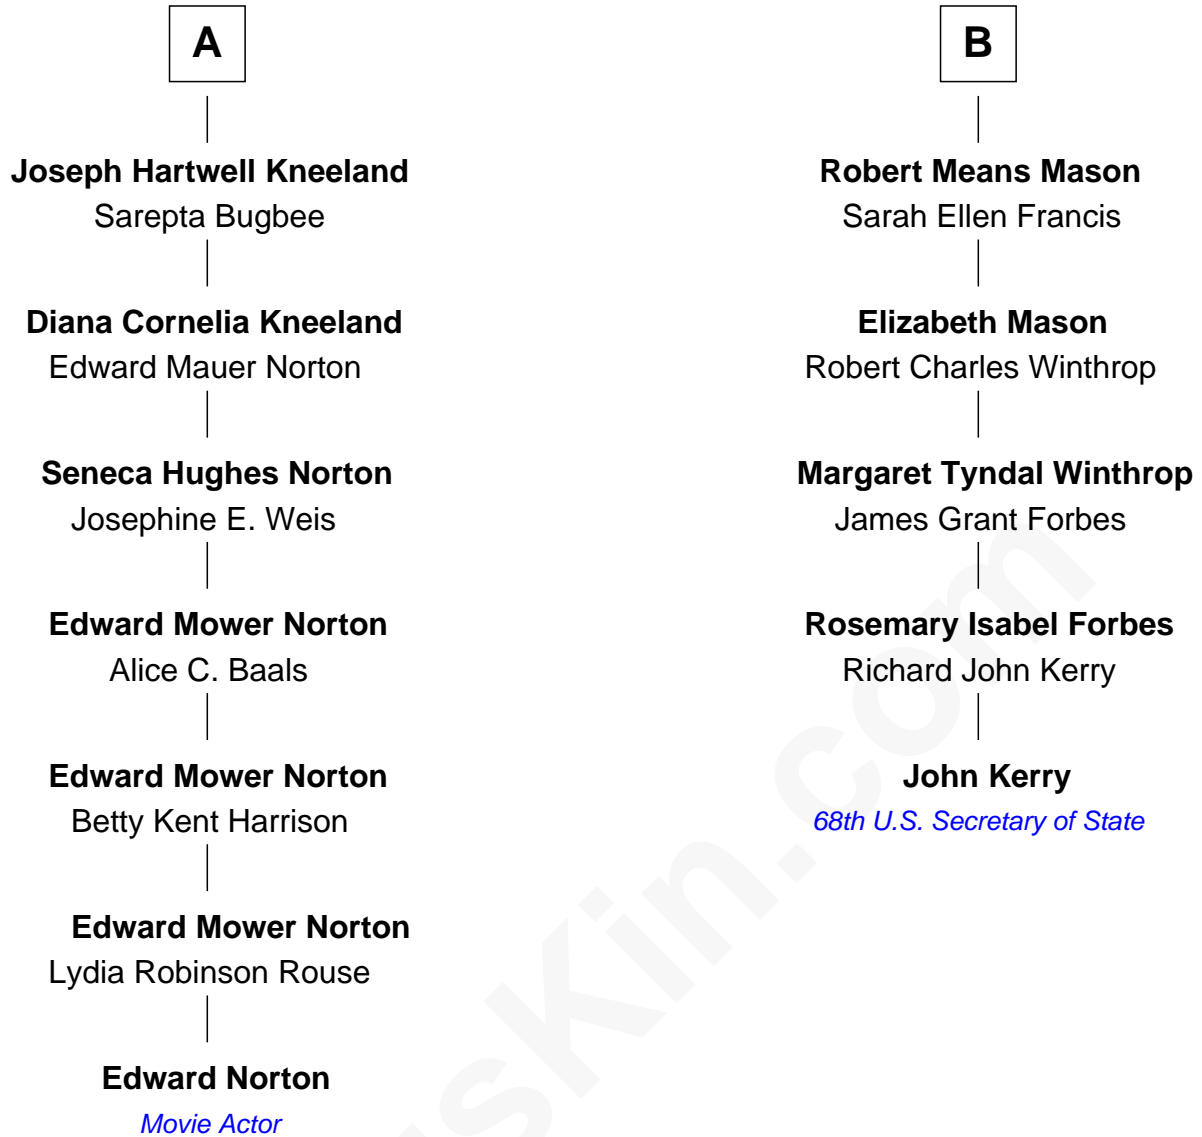 A
Joseph Hartwell Kneeland
Sarepta Bugbee
Diana Cornelia Kneeland
Edward Mauer Norton
Seneca Hughes Norton
Josephine E. Weis
Edward Mower Norton
Alice C. Baals
Edward Mower Norton
Betty Kent Harrison
Edward Mower Norton
Lydia Robinson Rouse
Edward Norton
Movie Actor
B
Robert Means Mason
Sarah Ellen Francis
Elizabeth Mason
Robert Charles Winthrop
Margaret Tyndal Winthrop
James Grant Forbes
Rosemary Isabel Forbes
Richard John Kerry
John Kerry
68th U.S. Secretary of State
sKin.com